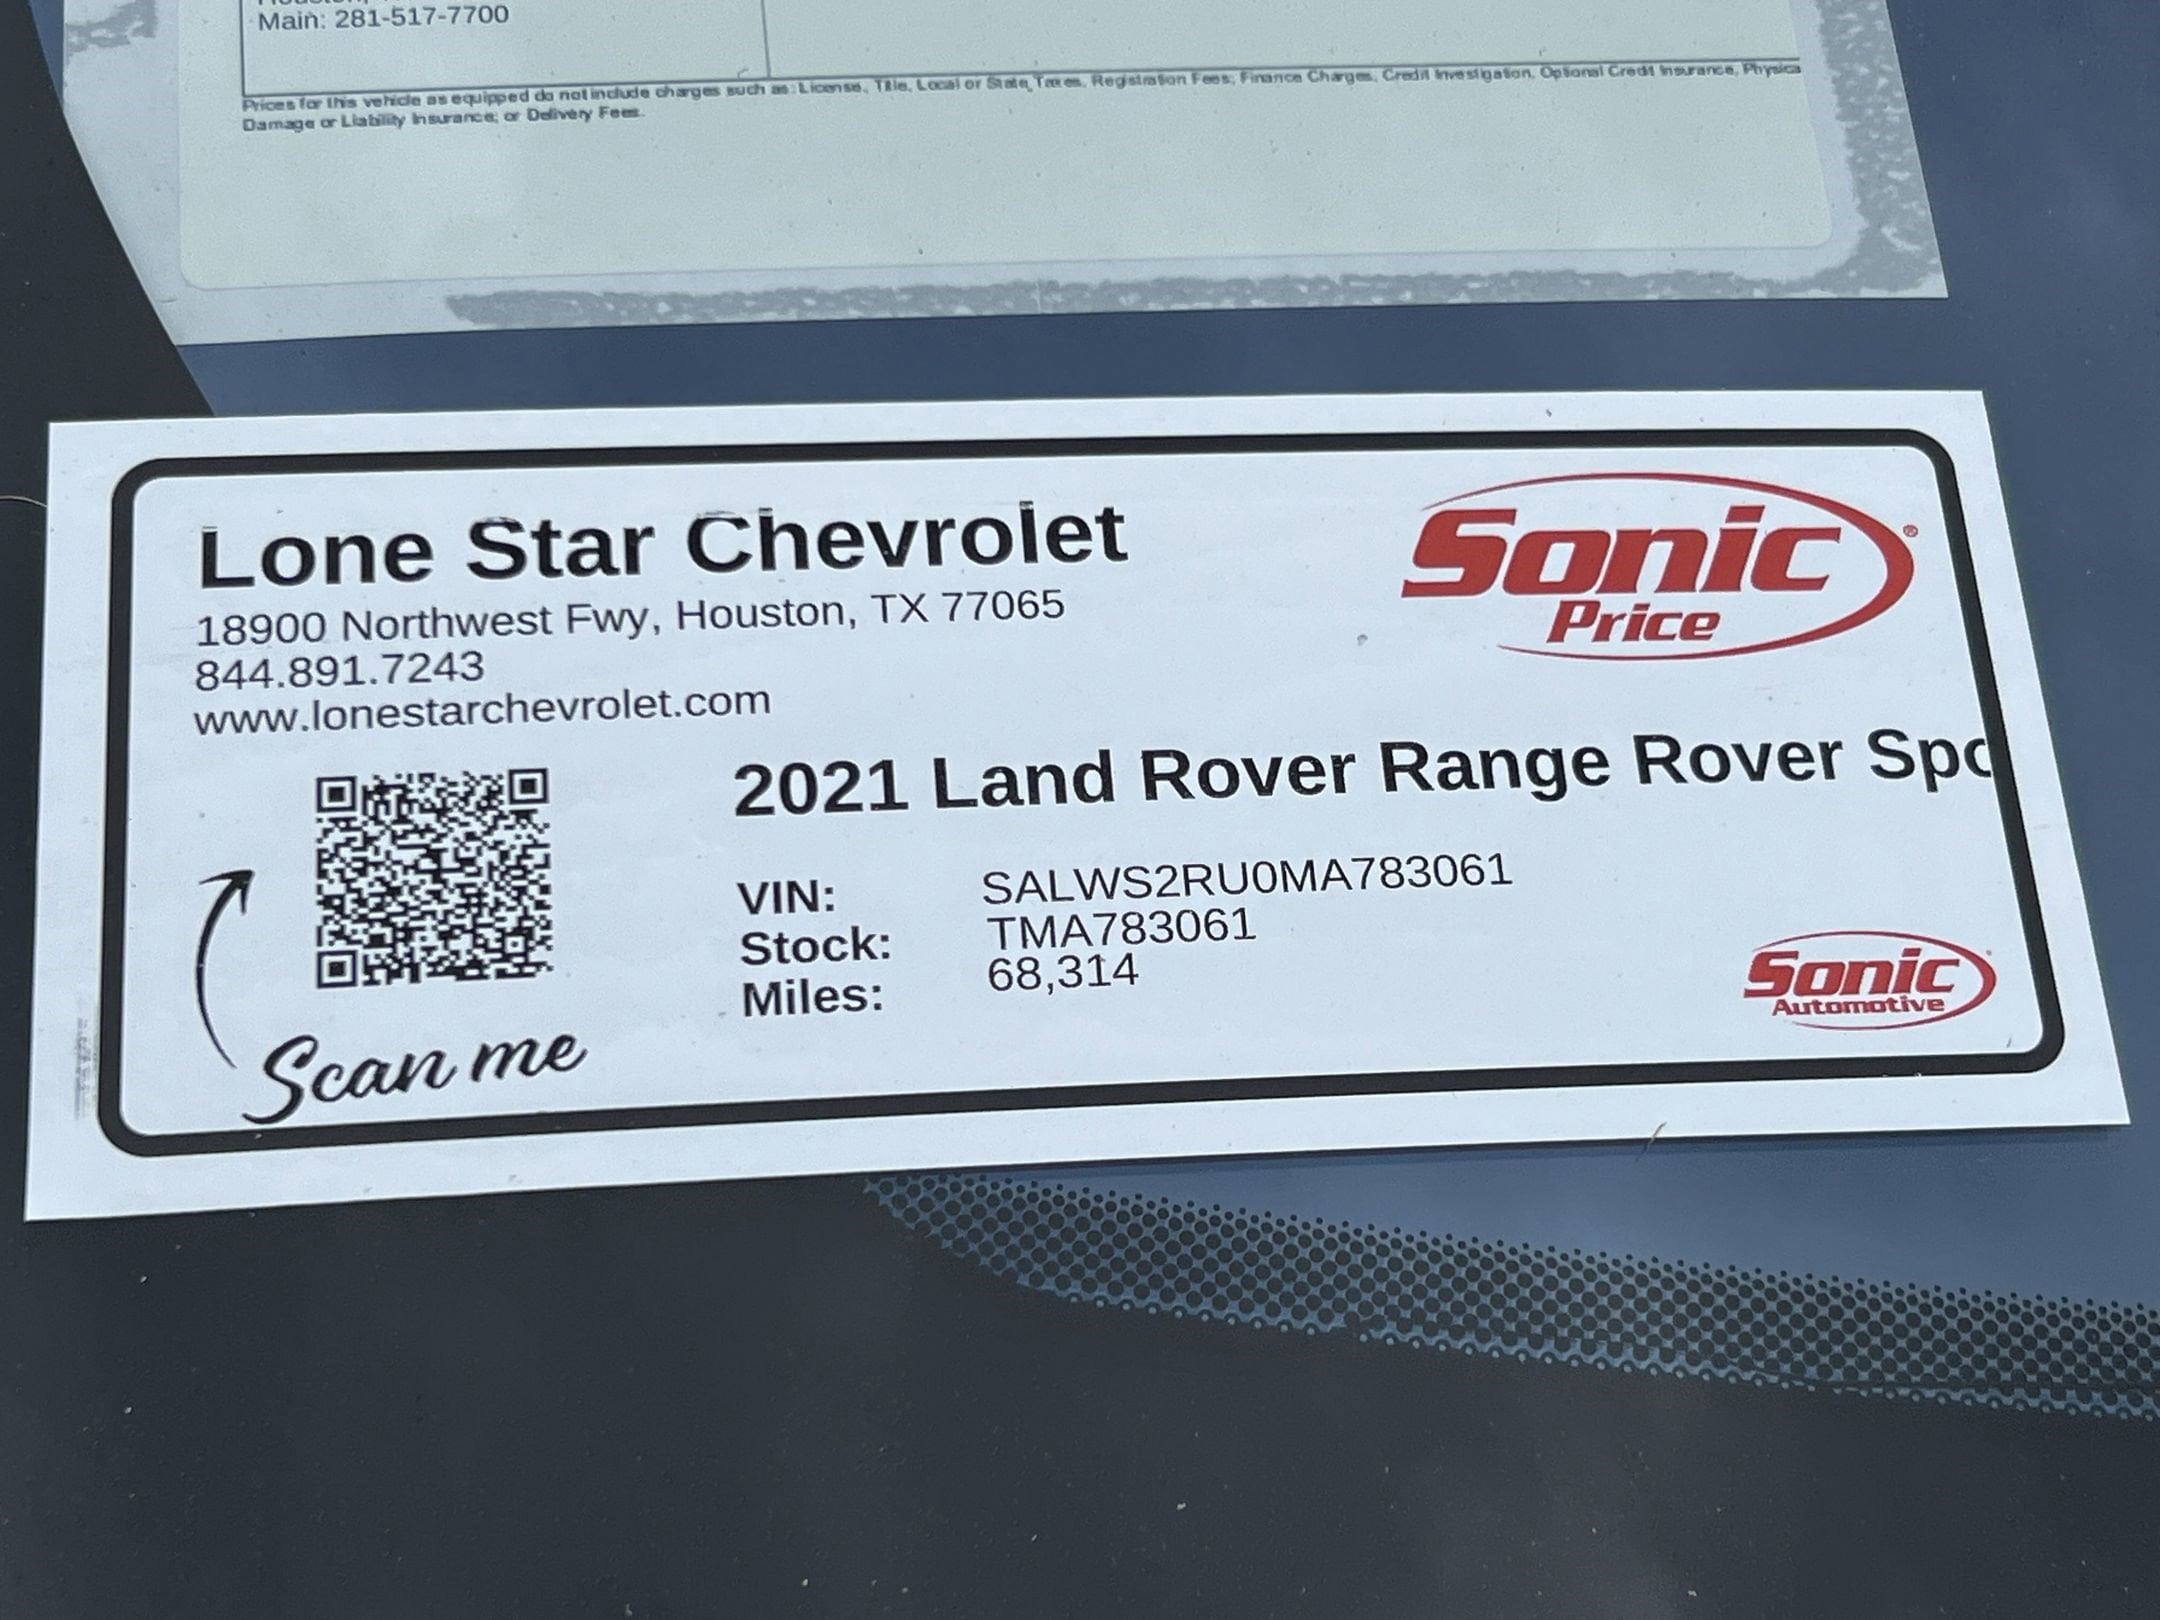 Main: 281-517-7700
Prices for this vehicle as equipped do not include charges such as: License, Title, Local or State Taxes, Registration Fees; Finance Charges, Credit Investigation, Optional Credit Insurance, Physica
Damage or Liability Insurance; or Delivery Fees.
Lone Star Chevrolet
18900 Northwest Fwy, Houston, TX 77065
844.891.7243
www.lonestarchevrolet.com
Sonic®
Price
2021 Land Rover Range Rover Spo
VIN: SALWS2RU0MA783061
Stock: TMA783061
Miles: 68,314
Scan me
Sonic
Automotive